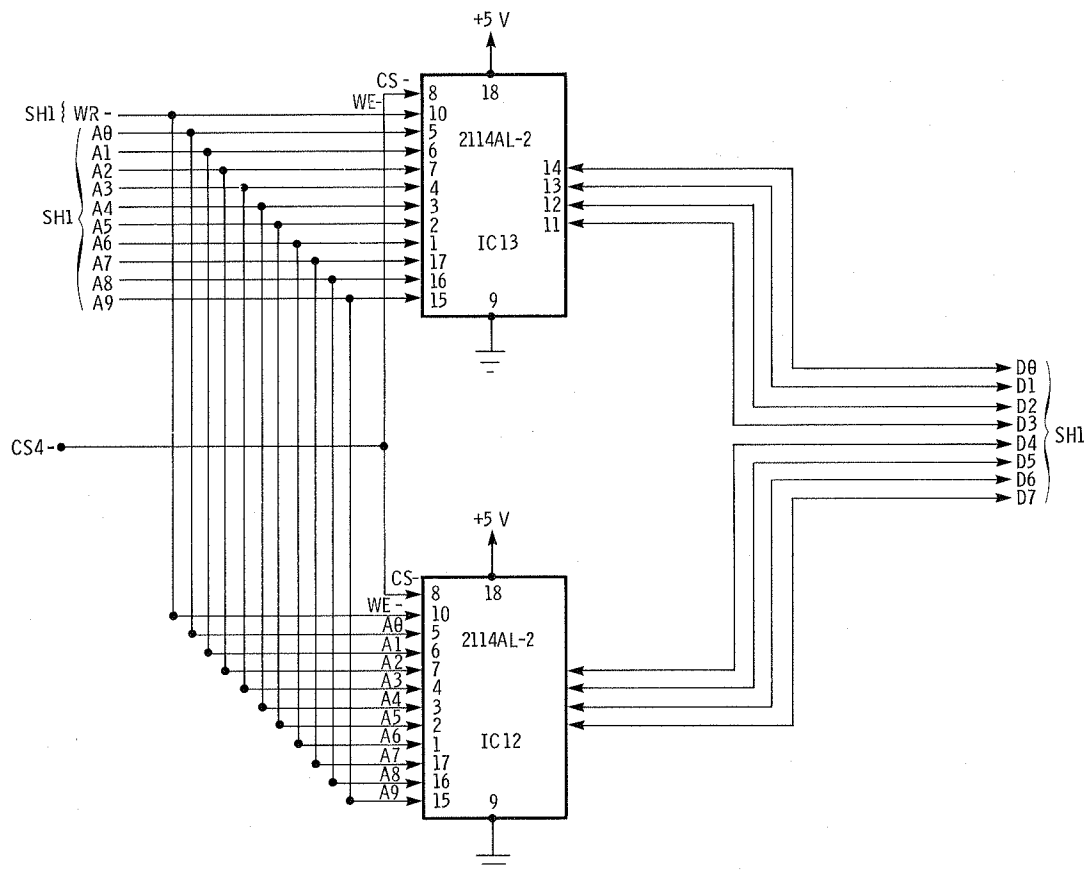 +5 V
CS -
8
18
WE-
SH1 { WR -
10
A0
5
2114AL-2
A1
6
A2
7
14
A3
4
13
A4
3
12
SH1
A5
2
11
A6
1
IC13
A7
17
A8
16
A9
15
9
D0
D1
D2
D3
SH1
CS4-
D4
D5
D6
D7
+5 V
CS-
8
18
WE -
10
A0
5
2114AL-2
A1
6
A2
7
A3
4
A4
3
A5
2
A6
1
IC12
A7
17
A8
16
A9
15
9